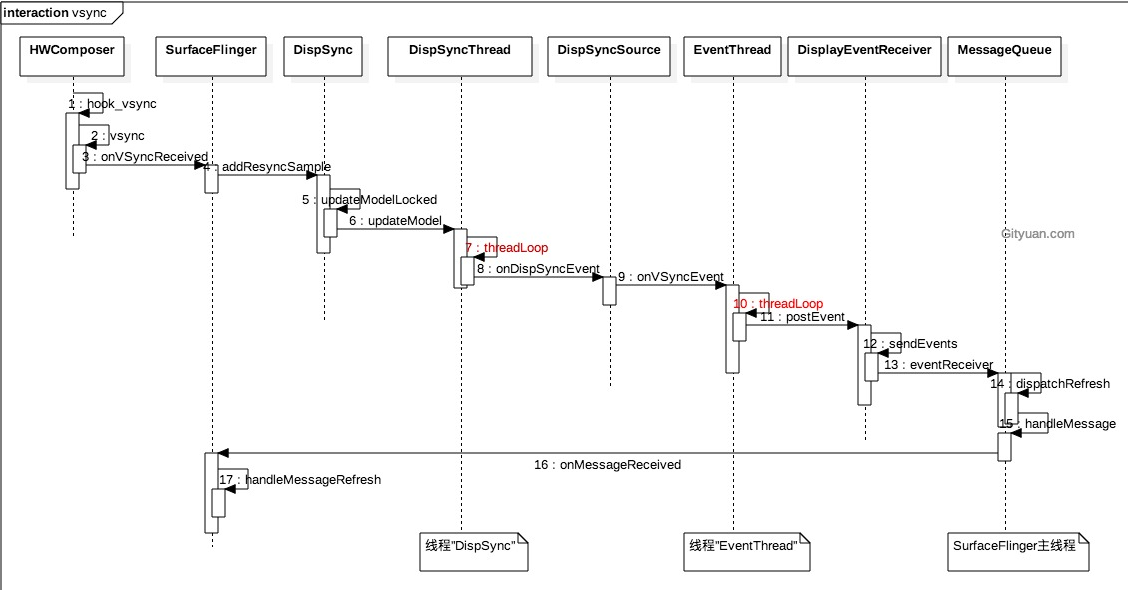 interaction vsync
HWComposer
SurfaceFlinger
DispSync
DispSyncThread
DispSyncSource
EventThread
DisplayEventReceiver
MessageQueue
1 : hook_vsync
2 : vsync
3 : onVSyncReceived
4 : addResyncSample
5 : updateModelLocked
6 : updateModel
Gityuan.com
7 : threadLoop
8 : onDispSyncEvent
9 : onVSyncEvent
10 : threadLoop
11 : postEvent
12 : sendEvents
13 : eventReceiver
14 : dispatchRefresh
15 : handleMessage
16 : onMessageReceived
17 : handleMessageRefresh
线程"DispSync"
线程"EventThread"
SurfaceFlinger主线程